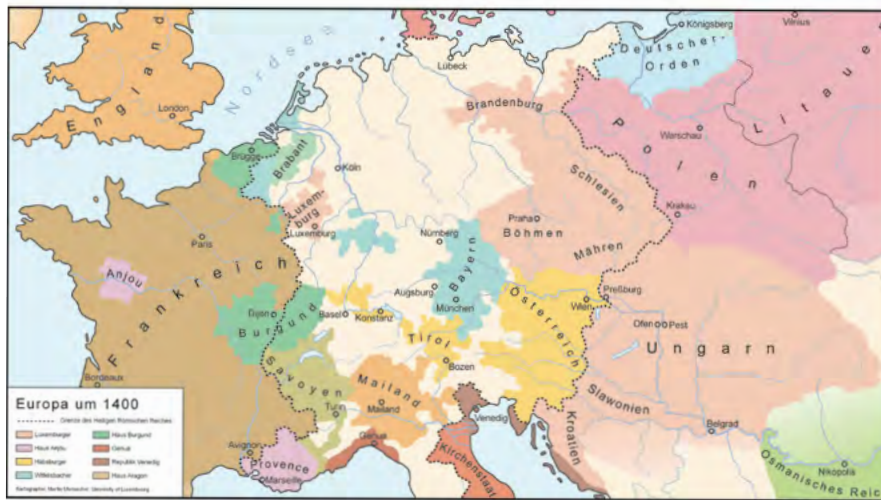 Königsberg
Vilnius
Deutscher-
Orden
Nordsee
Lübeck
England
London
Brandenburg
Litauen
Polen
Warschau
Brügge
Brabant
Köln
Schlesien
Krakau
Luxem-
burg
Luxemburg
Praha
Böhmen
Mähren
Nürnberg
Paris
Anjou
Frankreich
Bayern
Augsburg
München
Österreich
Wien
Preßburg
Dijon
Burgund
Basel
Konstanz
Tirol
Ofen
Pest
Ungarn
Bozen
Savoyen
Mailand
Mailand
Turin
Venedig
Slawonien
Kroatien
Belgrad
Bordeaux
Genua
Avignon
Provence
Marseille
Kirchenstaat
Osmanisches Reich
Nikopolis
Europa um 1400
Grenze des Heiligen Römischen Reiches
Luxemburger
Haus Burgund
Haus Anjou
Genua
Habsburger
Republik Venedig
Wittelsbacher
Haus Aragon